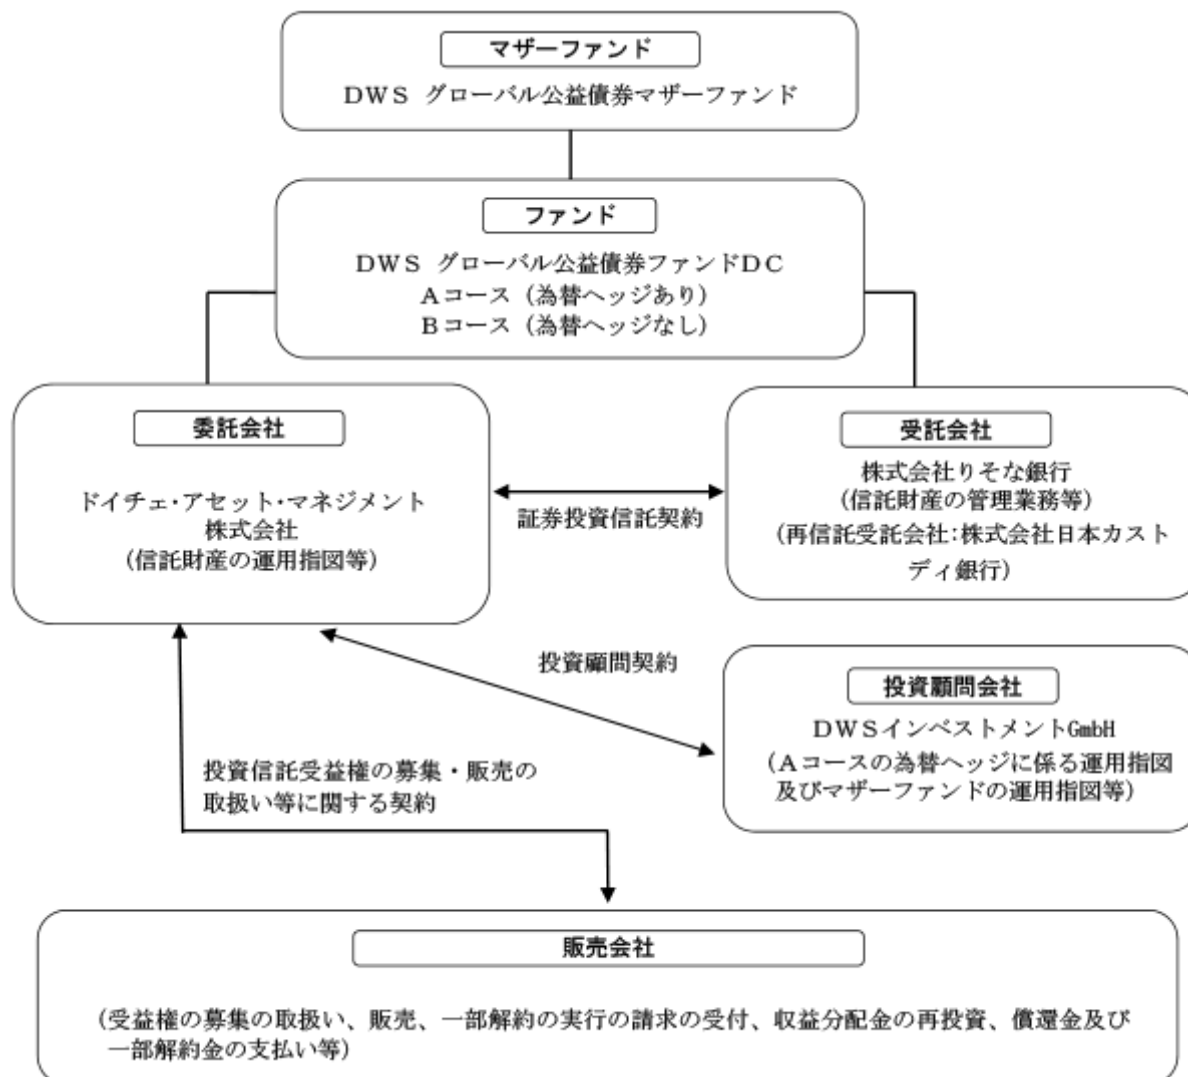 マザーファンド
DWS グローバル公益債券マザーファンド
ファンド
DWS グローバル公益債券ファンドDC
Aコース（為替ヘッジあり）
Bコース（為替ヘッジなし）
委託会社
ドイチェ・アセット・マネジメント
株式会社
（信託財産の運用指図等）
証券投資信託契約
受託会社
株式会社りそな銀行
（信託財産の管理業務等）
（再信託受託会社：株式会社日本カスト
ディ銀行）
投資顧問契約
投資顧問会社
DWSインベストメントGmbH
（Aコースの為替ヘッジに係る運用指図
及びマザーファンドの運用指図等）
投資信託受益権の募集・販売の
取扱い等に関する契約
販売会社
（受益権の募集の取扱い、販売、一部解約の実行の請求の受付、収益分配金の再投資、償還金及び
一部解約金の支払い等）